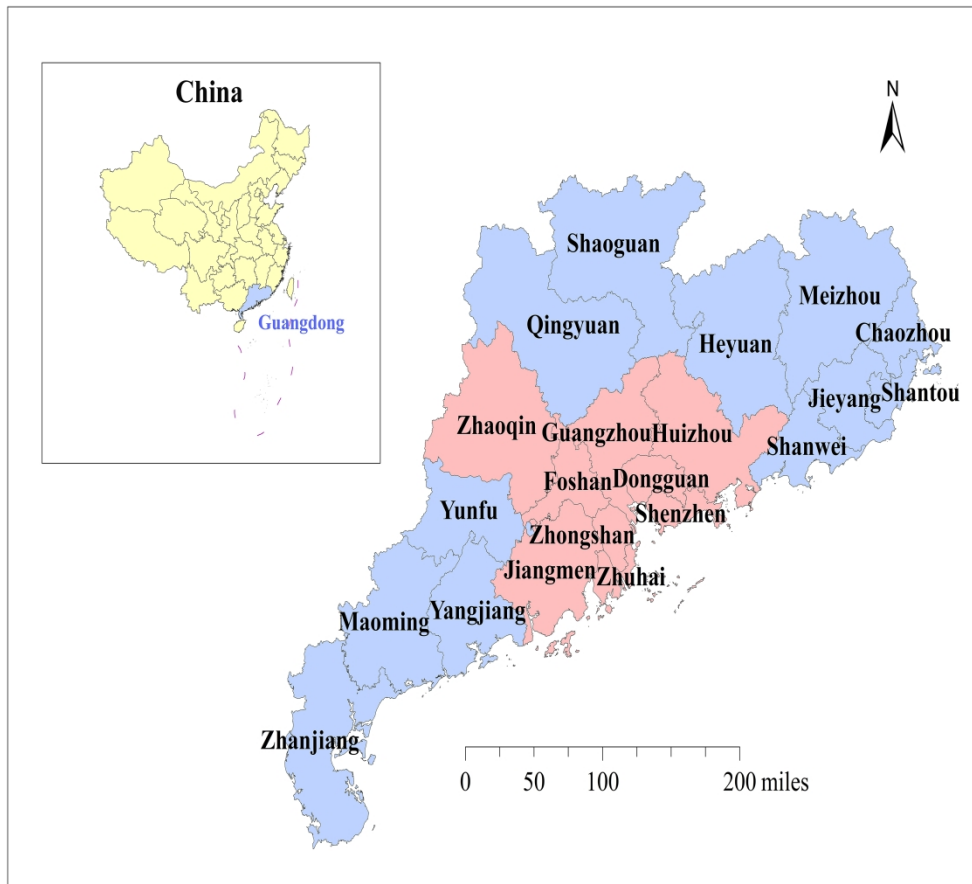 China
N
Guangdong
Shaoguan
Meizhou
Qingyuan
Chaozhou
Heyuan
Jieyang
Shantou
Zhaoqin
Guangzhou
Huizhou
Shanwei
Foshan
Dongguan
Yunfu
Shenzhen
Zhongshan
Jiangmen
Zhuhai
Yangjiang
Maoming
Zhanjiang
0 50 100 200 miles